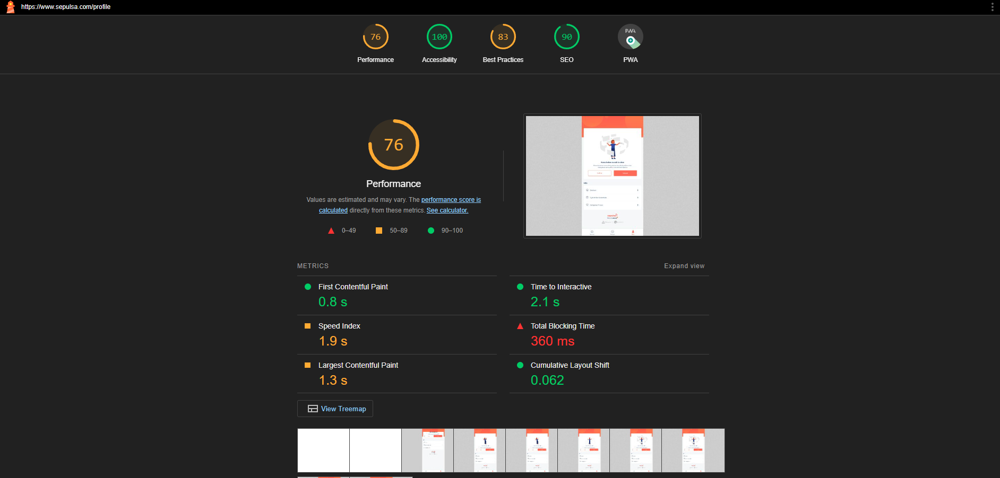 https://www.sepulsa.com/profile
76
100
83
90
PWA
Performance
Accessibility
Best Practices
SEO
PWA
76
Performance
Values are estimated and may vary. The performance score is
calculated directly from these metrics. See calculator.
0–49
50–89
90–100
METRICS
Expand view
First Contentful Paint
0.8 s
Time to Interactive
2.1 s
Speed Index
1.9 s
Total Blocking Time
360 ms
Largest Contentful Paint
1.3 s
Cumulative Layout Shift
0.062
View Treemap